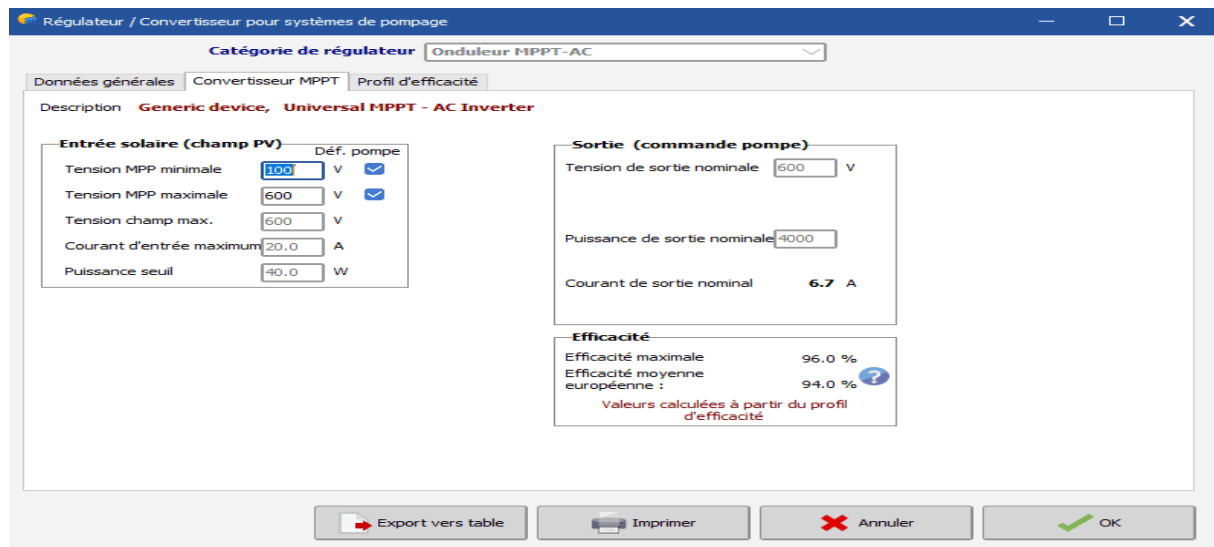 Régulateur / Convertisseur pour systèmes de pompage
Catégorie de régulateur Onduleur MPPT-AC
Données générales Convertisseur MPPT Profil d'efficacité
Description Generic device, Universal MPPT - AC Inverter
Entrée solaire (champ PV)
Déf. pompe
Tension MPP minimale 100 V
Tension MPP maximale 600 V
Tension champ max. 600 V
Courant d'entrée maximum 20.0 A
Puissance seuil 40.0 W
Sortie (commande pompe)
Tension de sortie nominale 600 V
Puissance de sortie nominale 4000
Courant de sortie nominal 6.7 A
Efficacité
Efficacité maximale 96.0 %
Efficacité moyenne
européenne : 94.0 % ?
Valeurs calculées à partir du profil
d'efficacité
Export vers table Imprimer Annuler OK